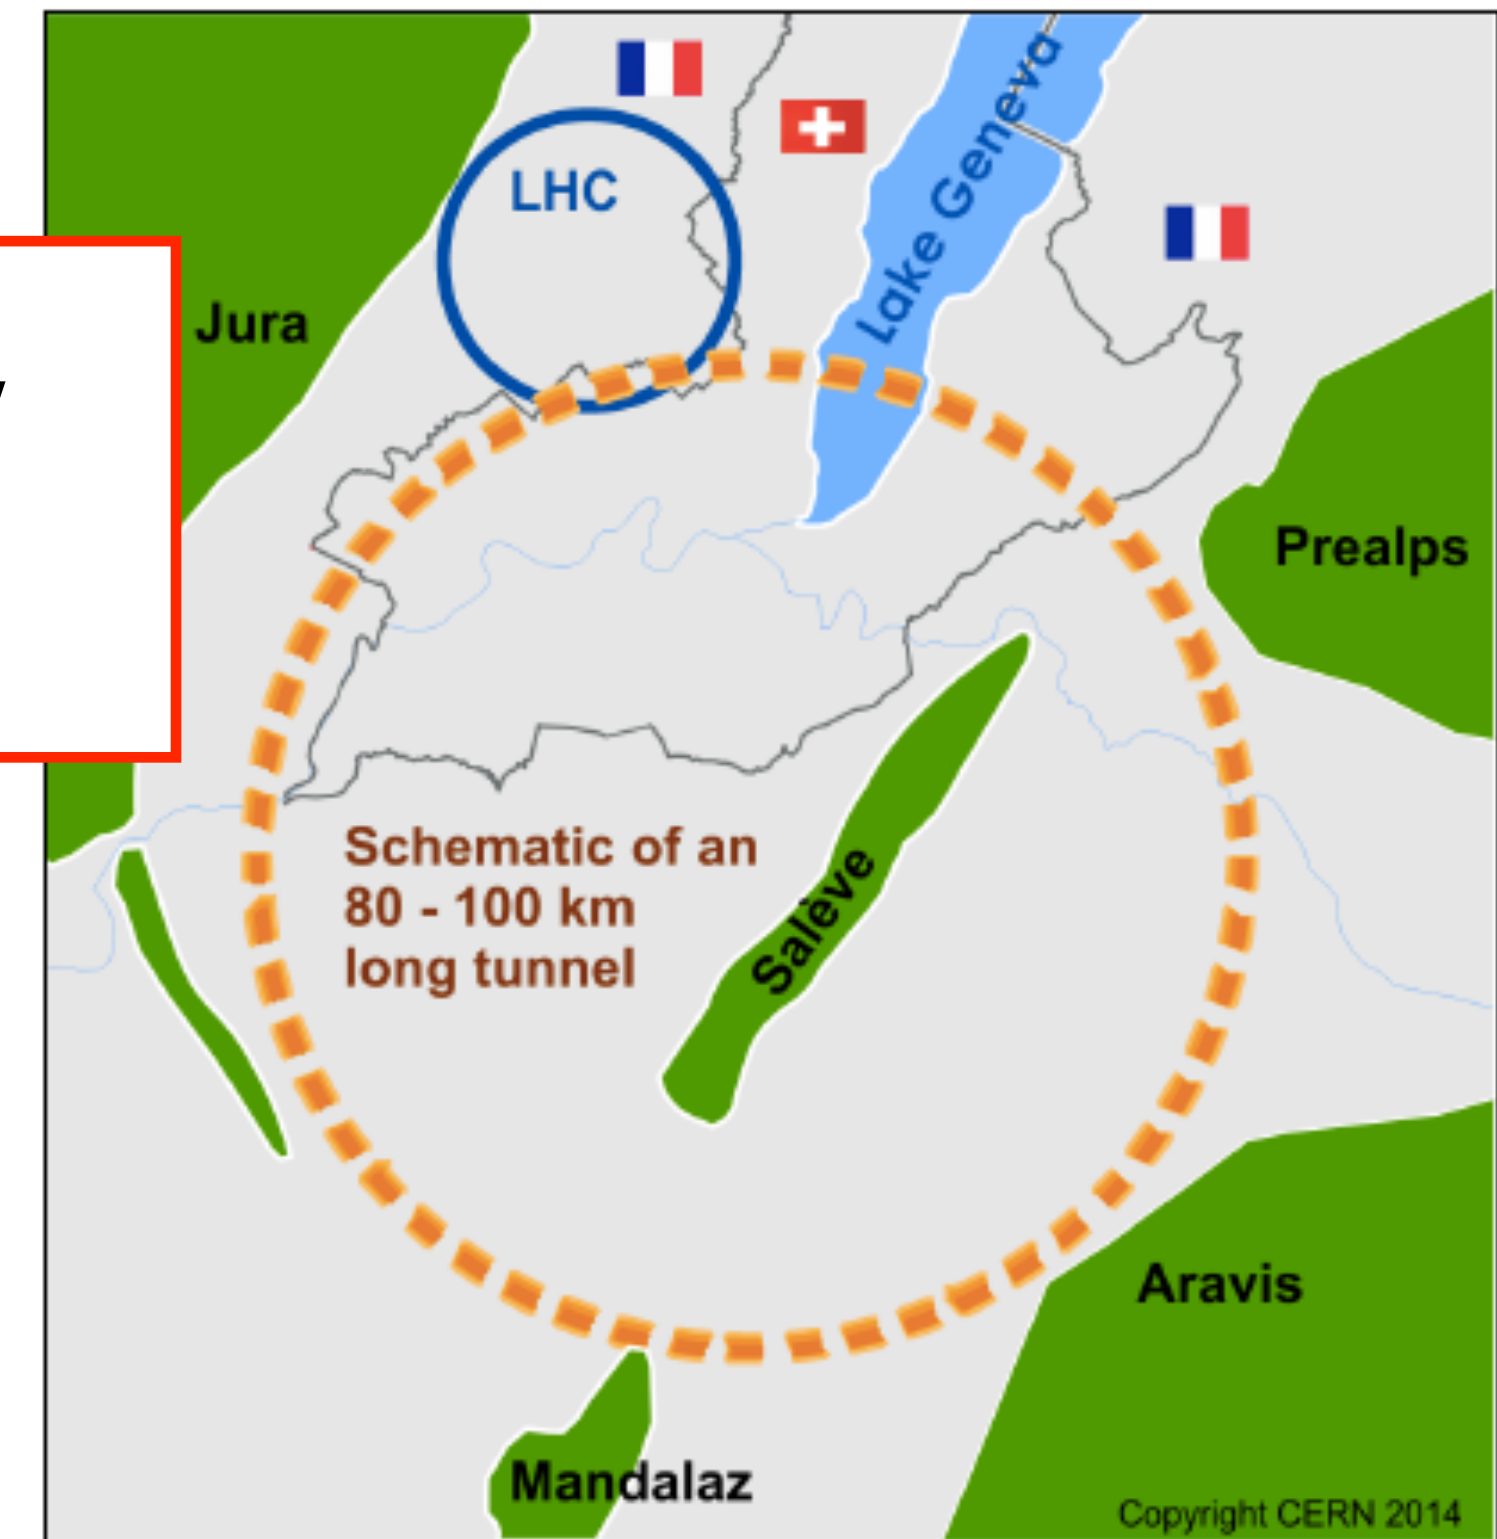 LHC
Lake Geneva
Jura
Prealps
Schematic of an
80 - 100 km
long tunnel
Salève
Aravis
Mandalaz
Copyright CERN 2014